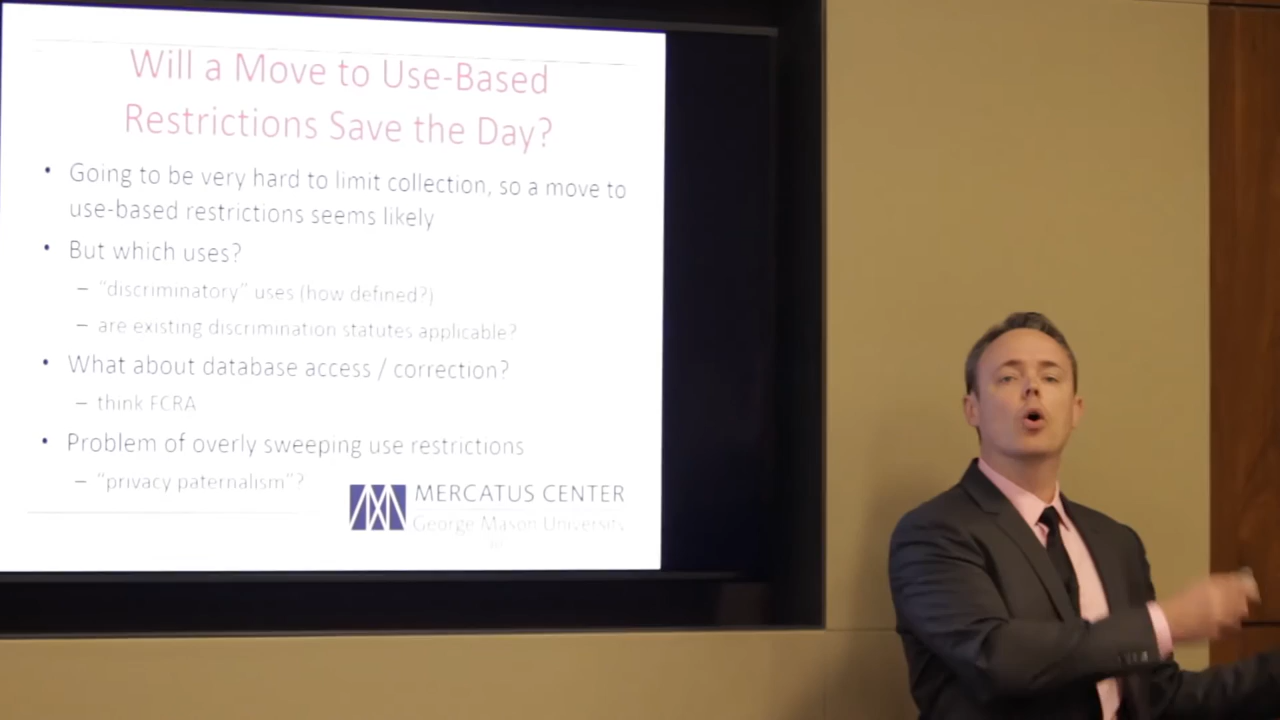 Will a Move to Use-Based
Restrictions Save the Day?
• Going to be very hard to limit collection, so a move to
use-based restrictions seems likely
• But which uses?
– "discriminatory" uses (how defined?)
– are existing discrimination statutes applicable?
• What about database access / correction?
– think FCRA
• Problem of overly sweeping use restrictions
– "privacy paternalism"?
MERCATUS CENTER
George Mason University